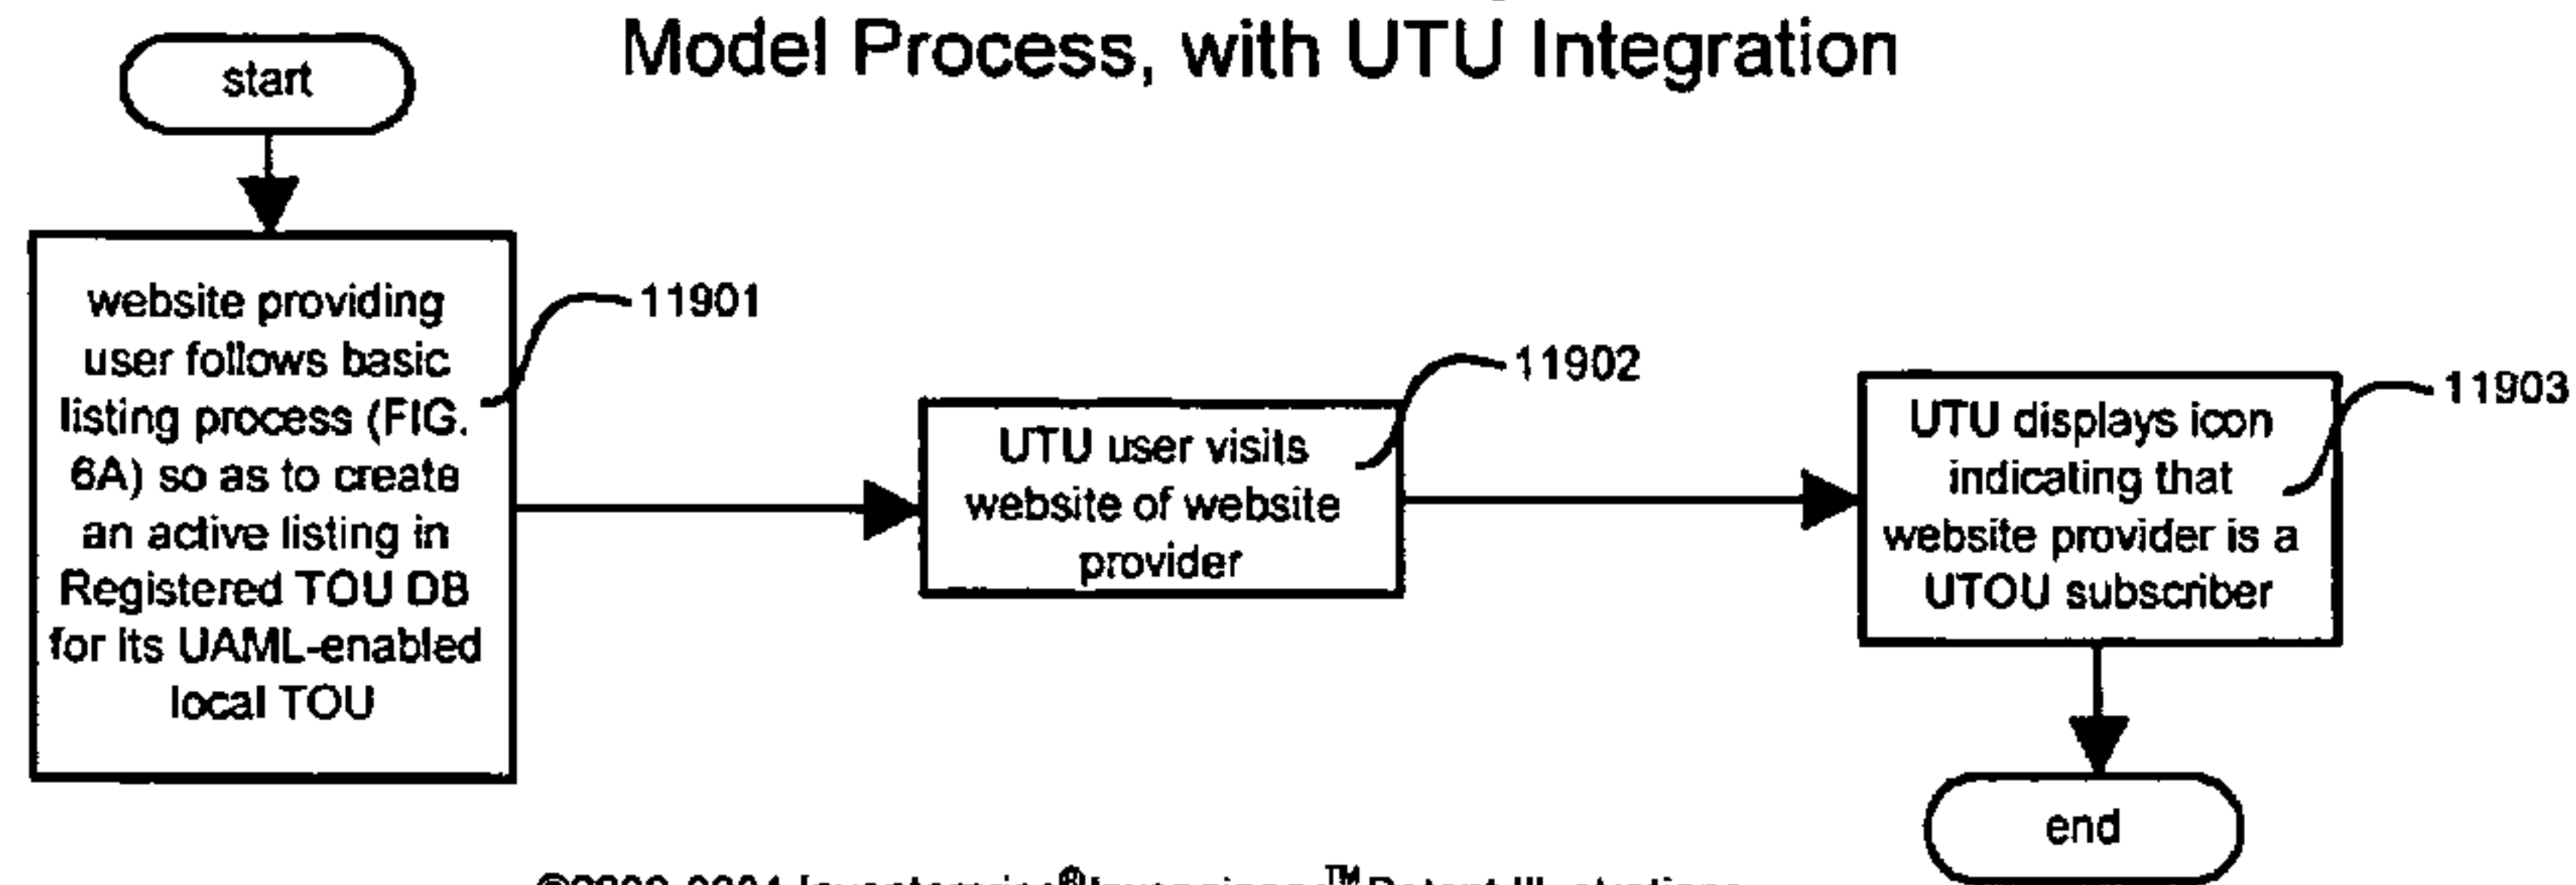 Model Process, with UTU Integration
start
website providing
user follows basic
listing process (FIG.
6A) so as to create
an active listing in
Registered TOU DB
for its UAML-enabled
local TOU
11901
UTU user visits
website of website
provider
11902
UTU displays icon
indicating that
website provider is a
UTOU subscriber
11903
end